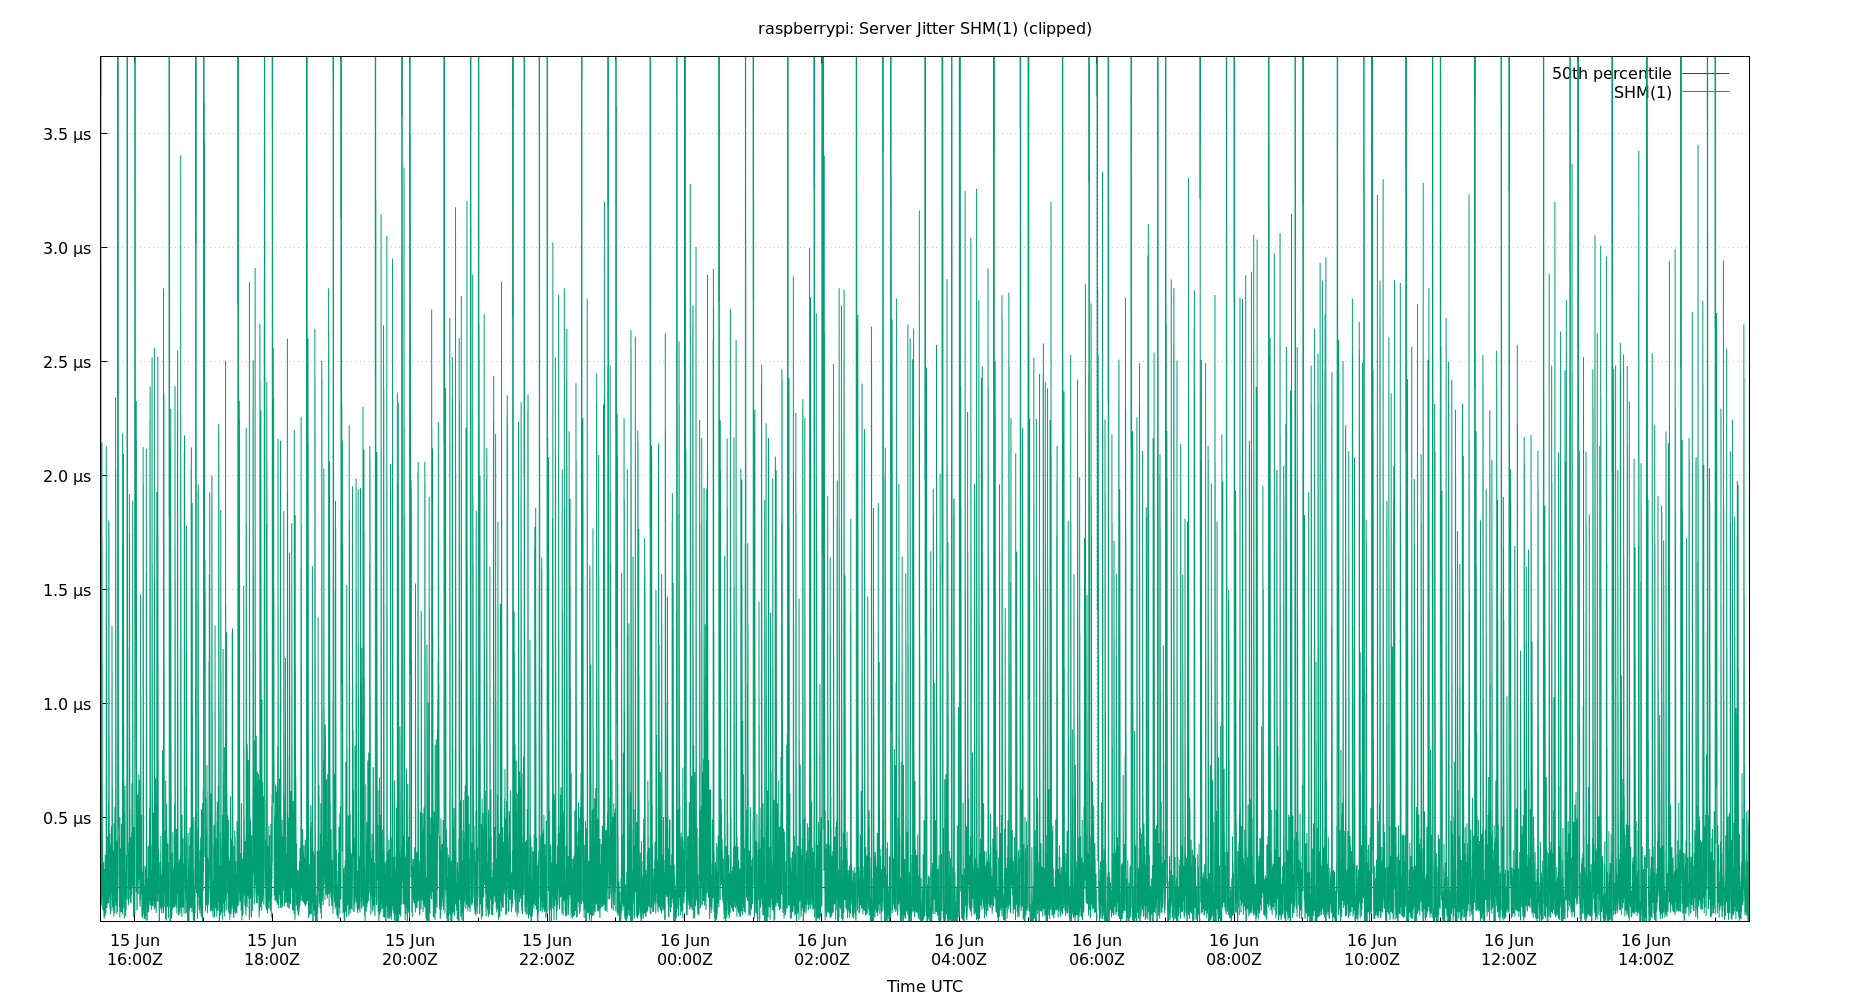 raspberrypi: Server Jitter SHM(1) (clipped)
50th percentile
SHM(1)
3.5 µs
3.0 µs
2.5 µs
2.0 µs
1.5 µs
1.0 µs
0.5 µs
15 Jun 15 Jun 15 Jun 15 Jun 16 Jun 16 Jun 16 Jun 16 Jun 16 Jun 16 Jun 16 Jun 16 Jun
16:00Z 18:00Z 20:00Z 22:00Z 00:00Z 02:00Z 04:00Z 06:00Z 08:00Z 10:00Z 12:00Z 14:00Z
Time UTC